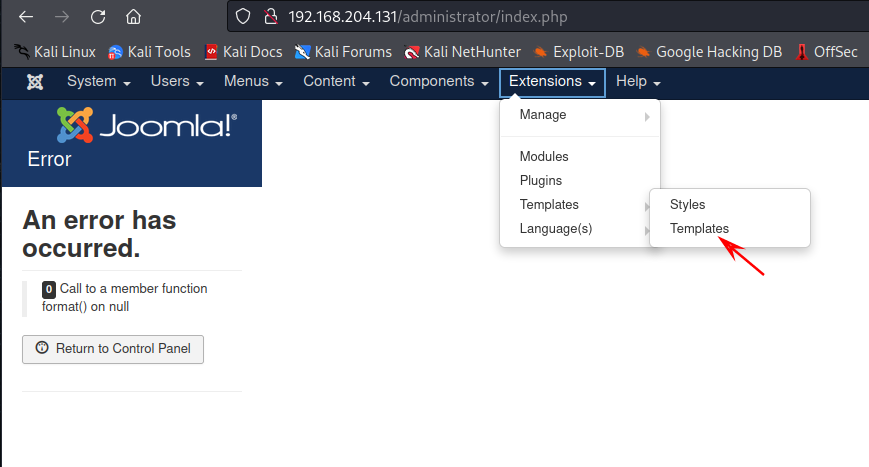 192.168.204.131/administrator/index.php
Kali Linux Kali Tools Kali Docs Kali Forums Kali NetHunter Exploit-DB Google Hacking DB OffSec
System Users Menus Content Components Extensions Help
Joomla!®
Error
Manage
Modules
Plugins
Templates
Language(s)
Styles
Templates
An error has
occurred.
0 Call to a member function
format() on null
Return to Control Panel